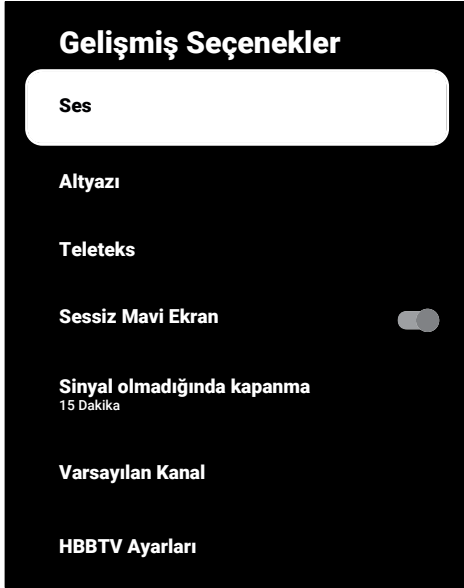 Gelişmiş Seçenekler
Ses
Altyazı
Teleteks
Sessiz Mavi Ekran
Sinyal olmadığında kapanma
15 Dakika
Varsayılan Kanal
HBBTV Ayarları